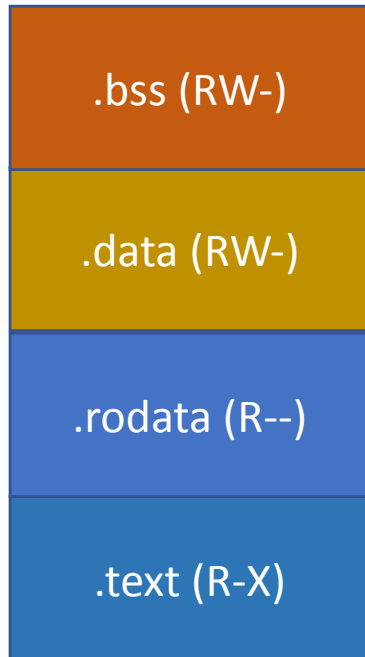 .bss (RW-)
.data (RW-)
.rodata (R--)
.text (R-X)